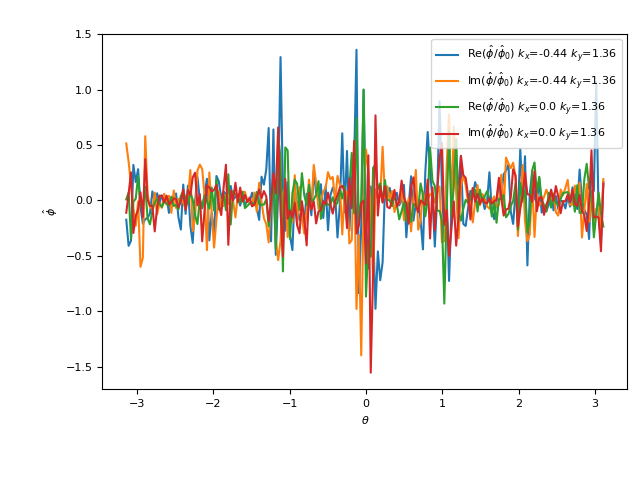 1.5
1.0
0.5
0.0
−0.5
−1.0
−1.5
ϕ̂
Re(ϕ̂/ϕ̂₀) kₓ=-0.44 k_y=1.36
Im(ϕ̂/ϕ̂₀) kₓ=-0.44 k_y=1.36
Re(ϕ̂/ϕ̂₀) kₓ=0.0 k_y=1.36
Im(ϕ̂/ϕ̂₀) kₓ=0.0 k_y=1.36
−3 −2 −1 0 1 2 3
θ